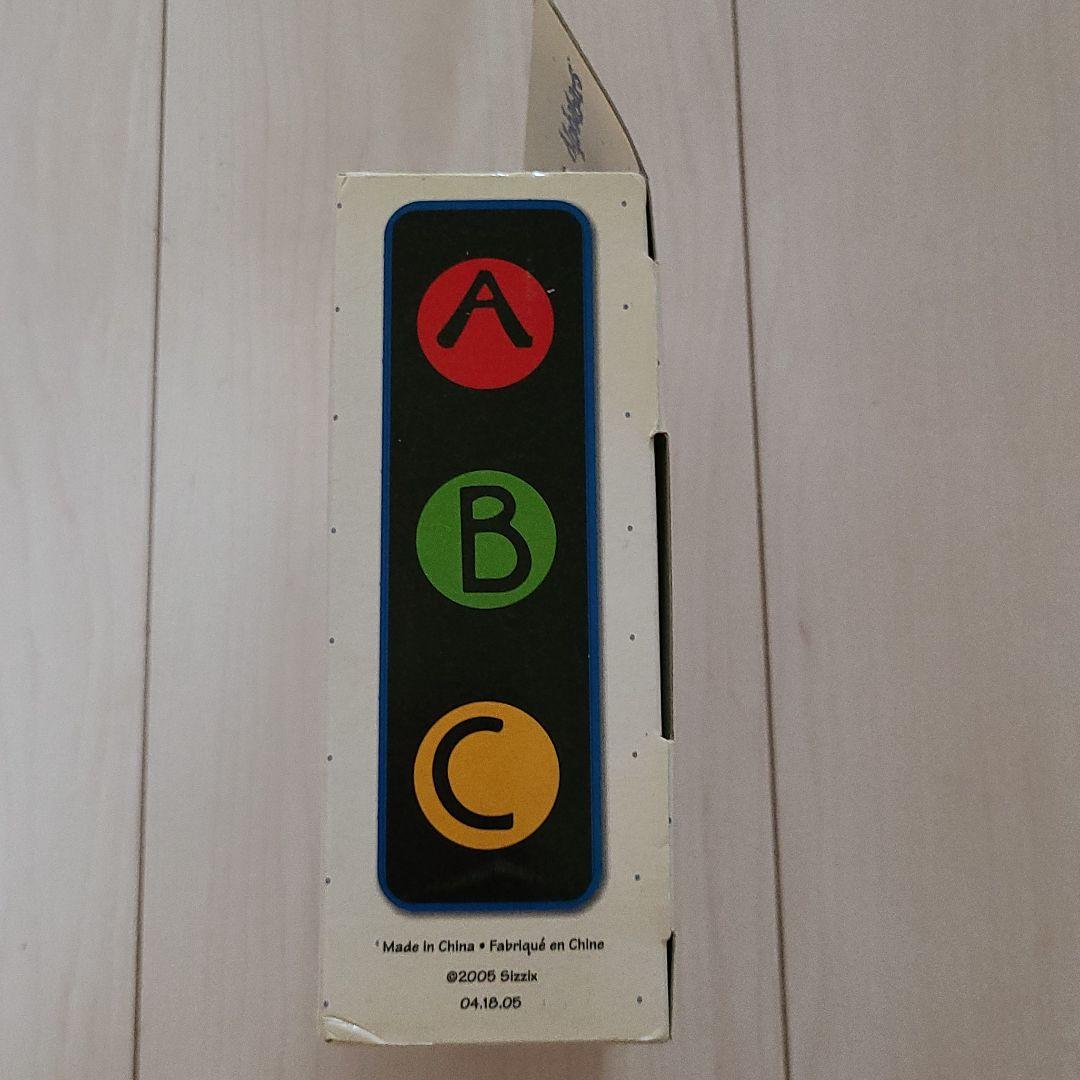 A
B
C
Made in China • Fabriqué en Chine
©2005 Sizzix
04.18.05